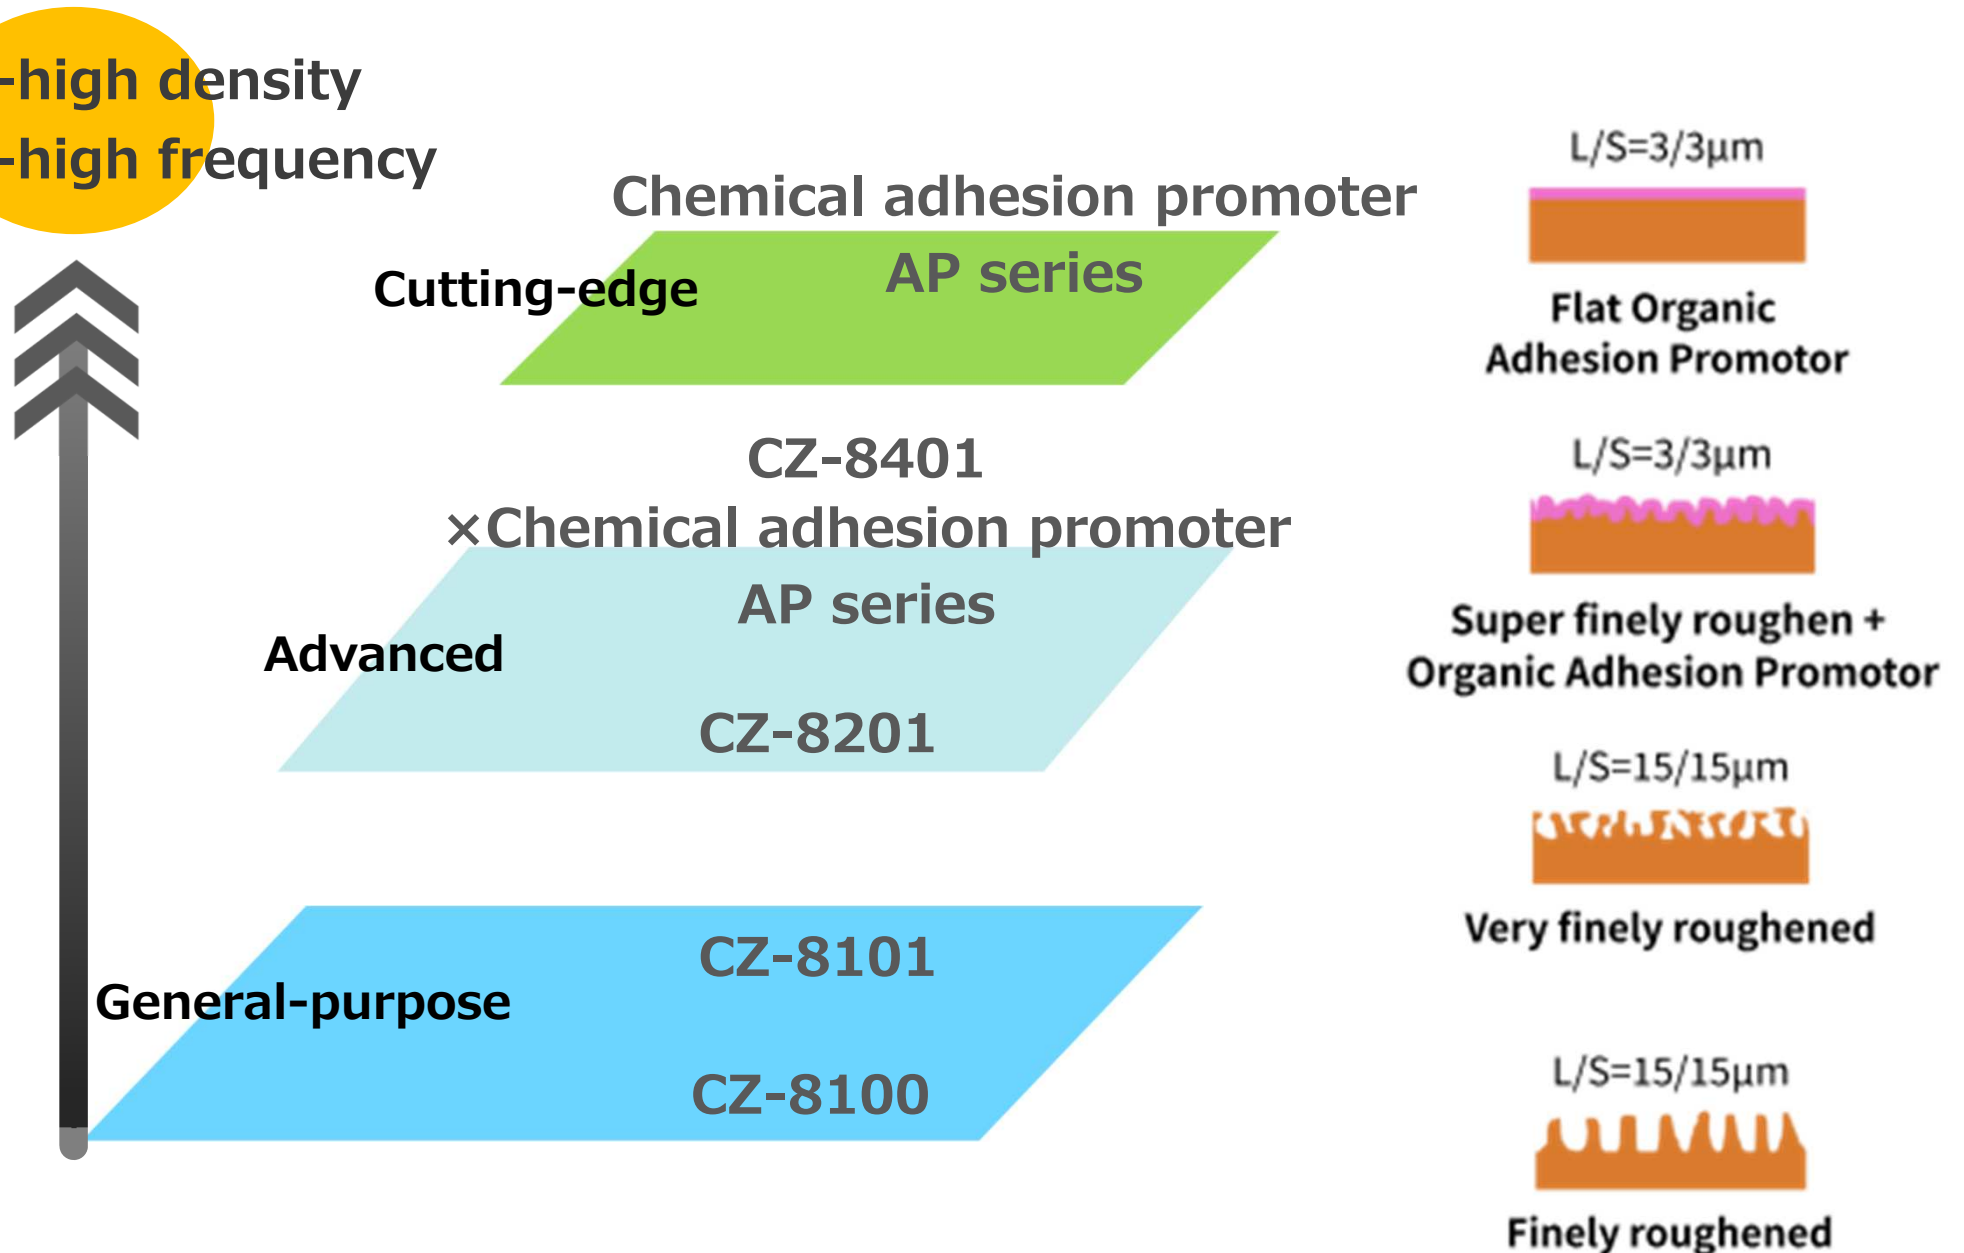 -high density
-high frequency
Chemical adhesion promoter
AP series
Cutting-edge
CZ-8401
×Chemical adhesion promoter
AP series
Advanced
CZ-8201
CZ-8101
General-purpose
CZ-8100
L/S=3/3μm
Flat Organic
Adhesion Promotor
L/S=3/3μm
Super finely roughen +
Organic Adhesion Promotor
L/S=15/15μm
Very finely roughened
L/S=15/15μm
Finely roughened